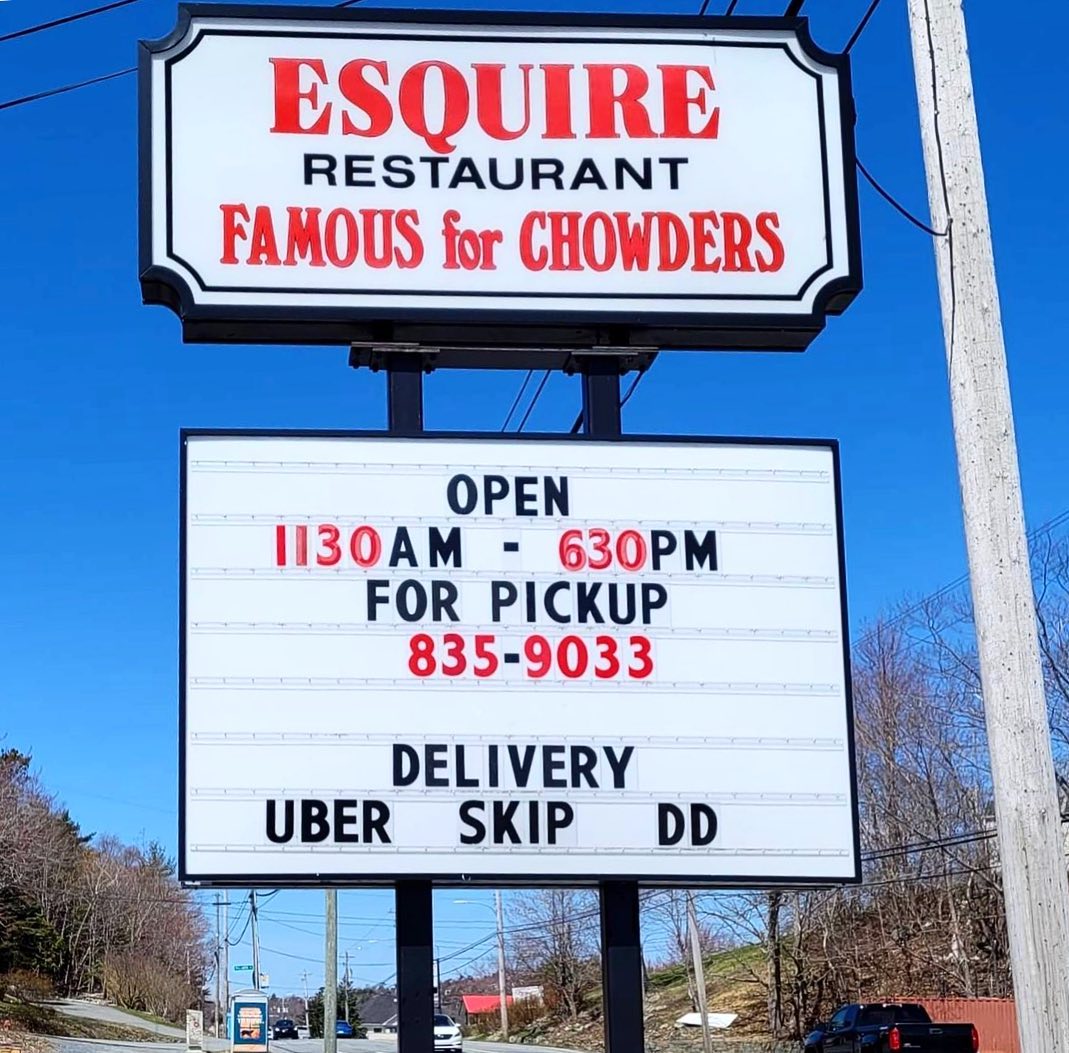 ESQUIRE
RESTAURANT
FAMOUS for CHOWDERS
OPEN
1130AM - 630PM
FOR PICKUP
835-9033
DELIVERY
UBER SKIP DD